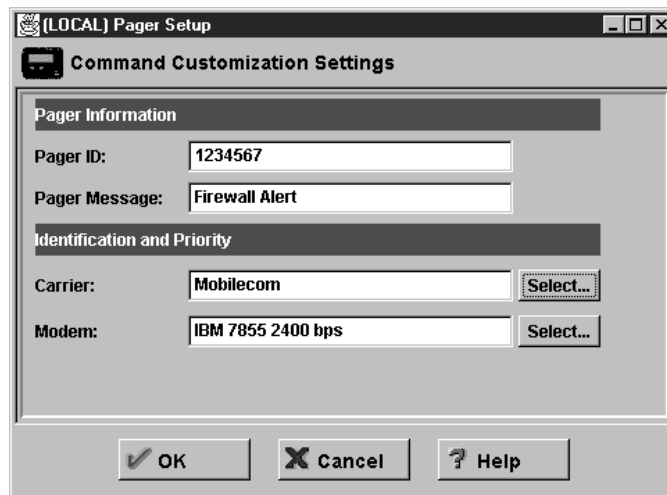 (LOCAL) Pager Setup
Command Customization Settings
Pager Information
Pager ID: 1234567
Pager Message: Firewall Alert
Identification and Priority
Carrier: Mobilecom Select...
Modem: IBM 7855 2400 bps Select...
OK Cancel Help